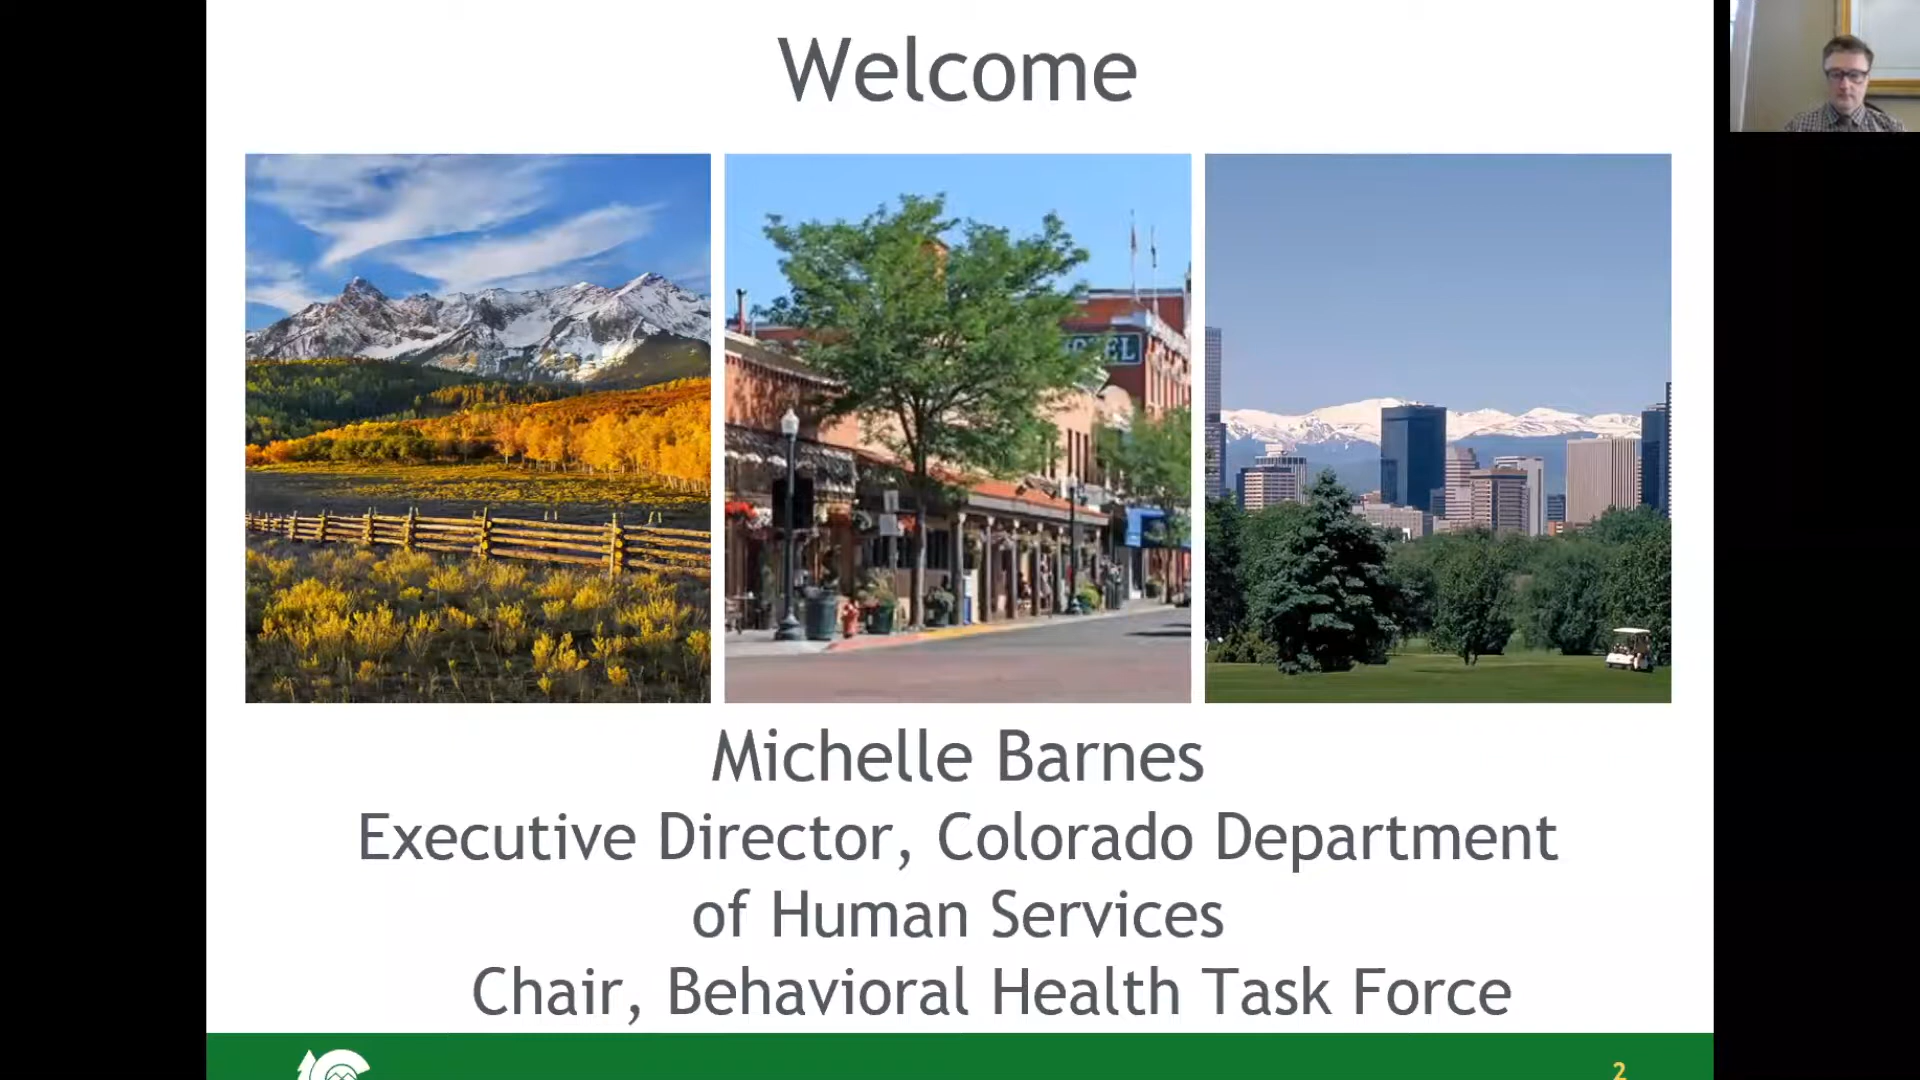 Welcome
Michelle Barnes
Executive Director, Colorado Department
of Human Services
Chair, Behavioral Health Task Force
2